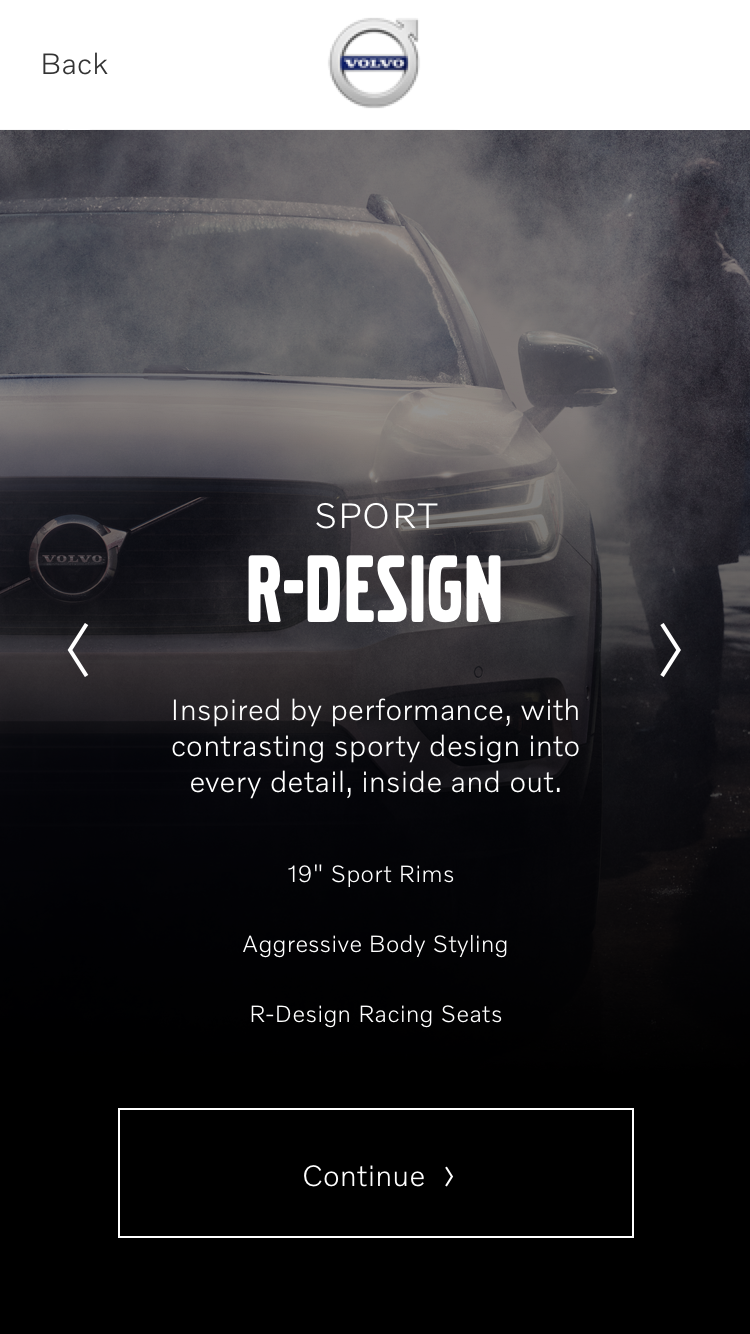 Back
VOLVO
SPORT
R-DESIGN
VOLVO
Inspired by performance, with
contrasting sporty design into
every detail, inside and out.
19" Sport Rims
Aggressive Body Styling
R-Design Racing Seats
Continue